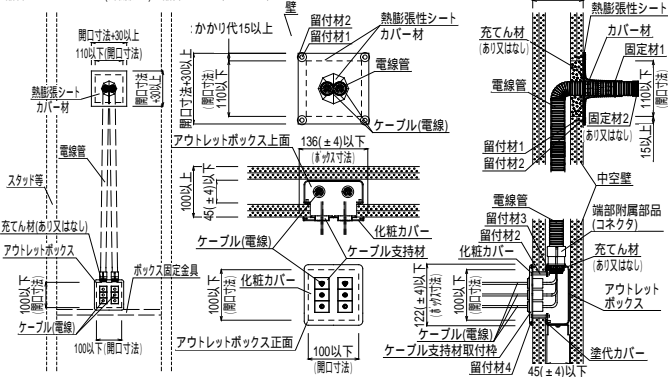 開口寸法+30以上
110以下(開口寸法)
熱膨張性シート
カバー材
開口寸法
30以上
電線管
スタッド等
充てん材(あり又はなし)
アウトレットボックス
ボックス固定金具
100以下
(開口寸法)
ケーブル(電線)
100以下(開口寸法)
壁
:かかり代15以上
留付材2
留付材1
熱膨張性シート
カバー材
電線管
開口寸法+30以上
(開口寸法)
110以下
ケーブル(電線)
アウトレットボックス上面
136(±4)以下
(ボックス寸法)
100以上
45(±4)以下
化粧カバー
ケーブル(電線)
ケーブル支持材
化粧カバー
100以下
(開口寸法)
アウトレットボックス正面
100以下
(開口寸法)
熱膨張性シート
充てん材
(あり又はなし)
カバー材
固定材1
電線管
110以下
(開口寸法)
固定材2
(あり又はなし)
15以上
留付材1
留付材2
中空壁
電線管
留付材3
留付材2
化粧カバー
端部附属部品
(コネクタ)
充てん材
(あり又はなし)
122(±4)以下
(ボックス寸法)
100以下
(開口寸法)
アウトレット
ボックス
ケーブル(電線)
ケーブル支持材取付枠
留付材4
塗代カバー
45(±4)以下